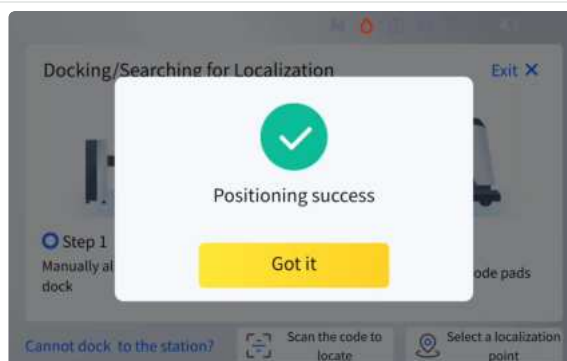 Docking/Searching for Localization
Exit
Positioning success
Got it
Step 1
Manually al
dock
ode pads
Cannot dock to the station?
Scan the code to
locate
Select a localization
point